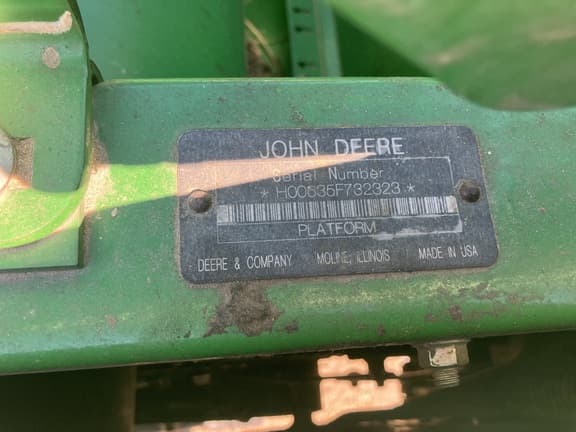 JOHN DEERE
Serial Number
* H00635F732323 *
PLATFORM
DEERE & COMPANY MOLINE, ILLINOIS MADE IN USA